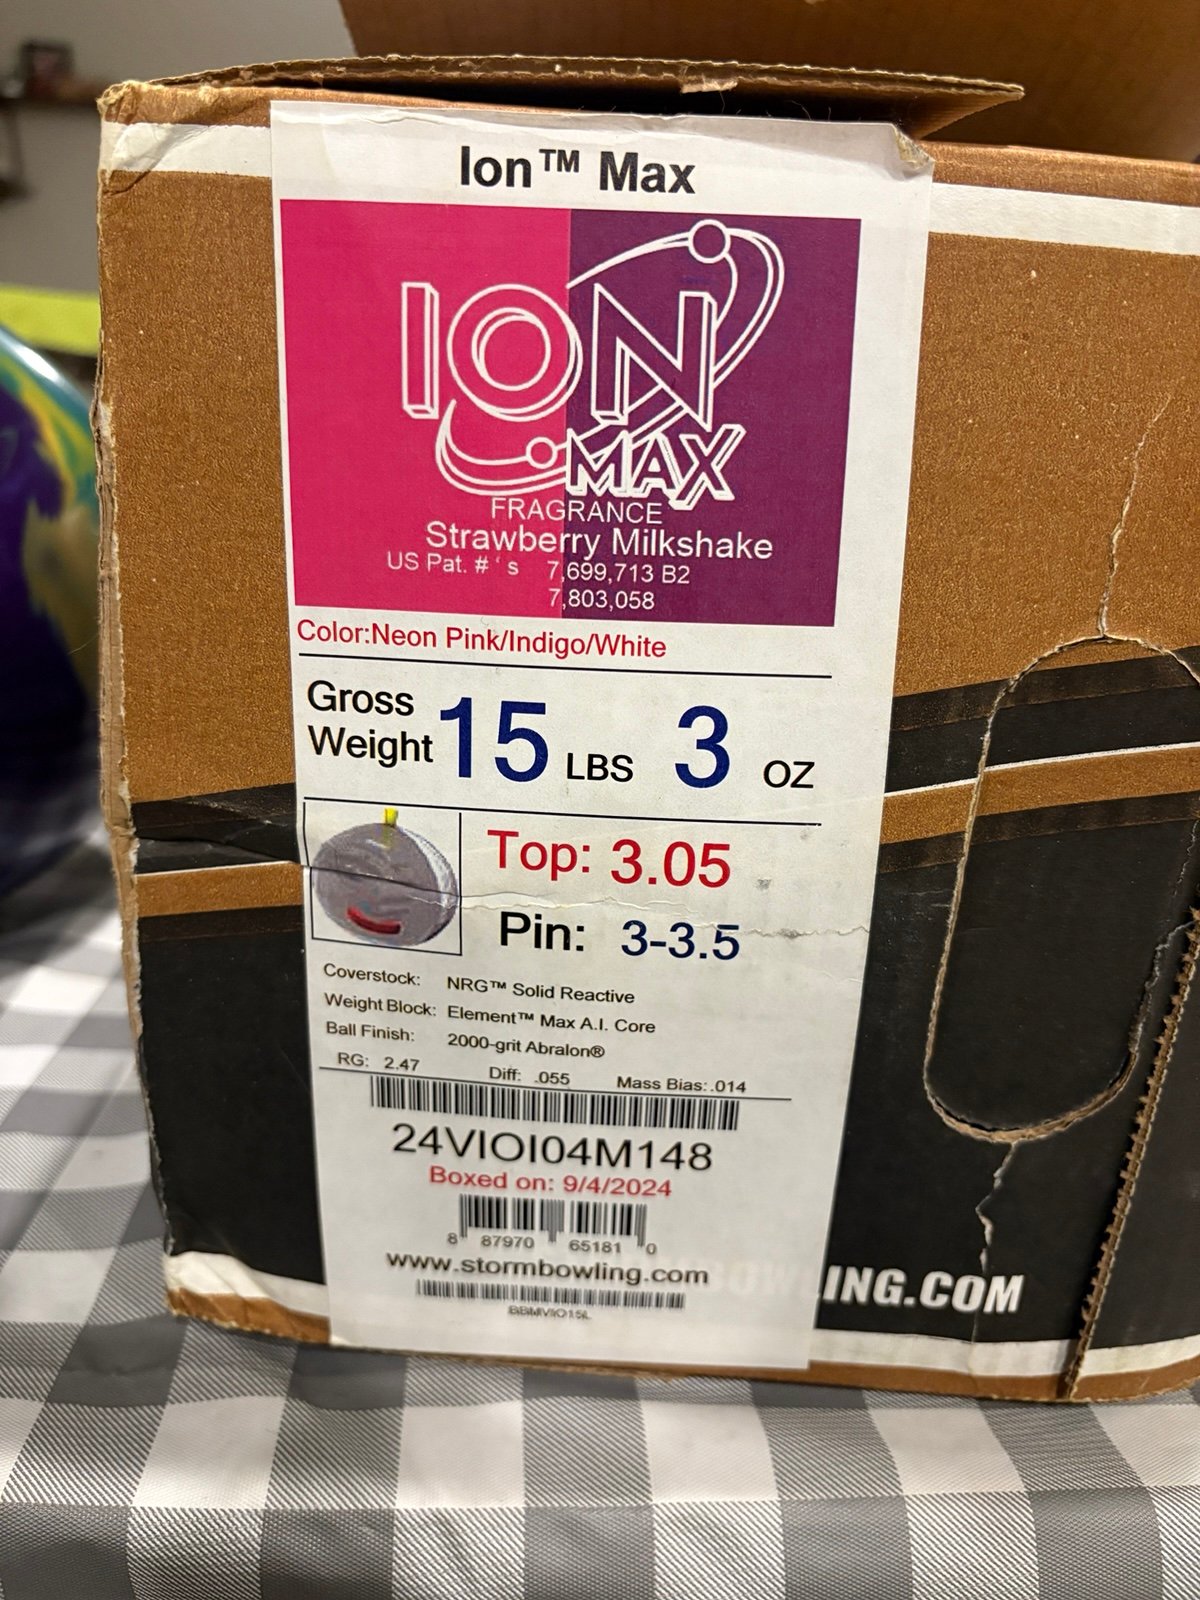 Ion™ Max
ION
MAX
FRAGRANCE
Strawberry Milkshake
US Pat. #'s 7,699,713 B2
7,803,058
Color:Neon Pink/Indigo/White
Gross Weight 15 LBS 3 OZ
Top: 3.05
Pin: 3-3.5
Coverstock: NRG™ Solid Reactive
Weight Block: Element™ Max A.I. Core
Ball Finish: 2000-grit Abralon®
RG: 2.47 Diff: .055 Mass Bias: .014
24VIOI04M148
Boxed on: 9/4/2024
8 87970 65181 0
www.stormbowling.com
BBMVIO15L
BOWLING.COM